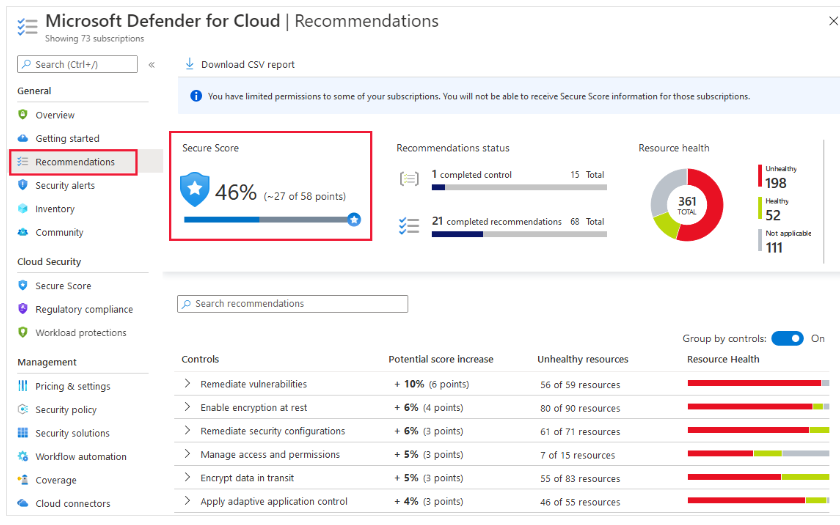 Microsoft Defender for Cloud | Recommendations
Showing 73 subscriptions
Search (Ctrl+/)
«
General
Overview
Getting started
Recommendations
Security alerts
Inventory
Community
Cloud Security
Secure Score
Regulatory compliance
Workload protections
Management
Pricing & settings
Security policy
Security solutions
Workflow automation
Coverage
Cloud connectors
Download CSV report
You have limited permissions to some of your subscriptions. You will not be able to receive Secure Score information for those subscriptions.
Secure Score
46% (~27 of 58 points)
Recommendations status
1 completed control 15 Total
21 completed recommendations 68 Total
Resource health
361
TOTAL
Unhealthy
198
Healthy
52
Not applicable
111
Search recommendations
Group by controls: On
Controls Potential score increase Unhealthy resources Resource Health
Remediate vulnerabilities + 10% (6 points) 56 of 59 resources
Enable encryption at rest + 6% (4 points) 80 of 90 resources
Remediate security configurations + 6% (3 points) 61 of 71 resources
Manage access and permissions + 5% (3 points) 7 of 15 resources
Encrypt data in transit + 5% (3 points) 55 of 83 resources
Apply adaptive application control + 4% (3 points) 46 of 55 resources